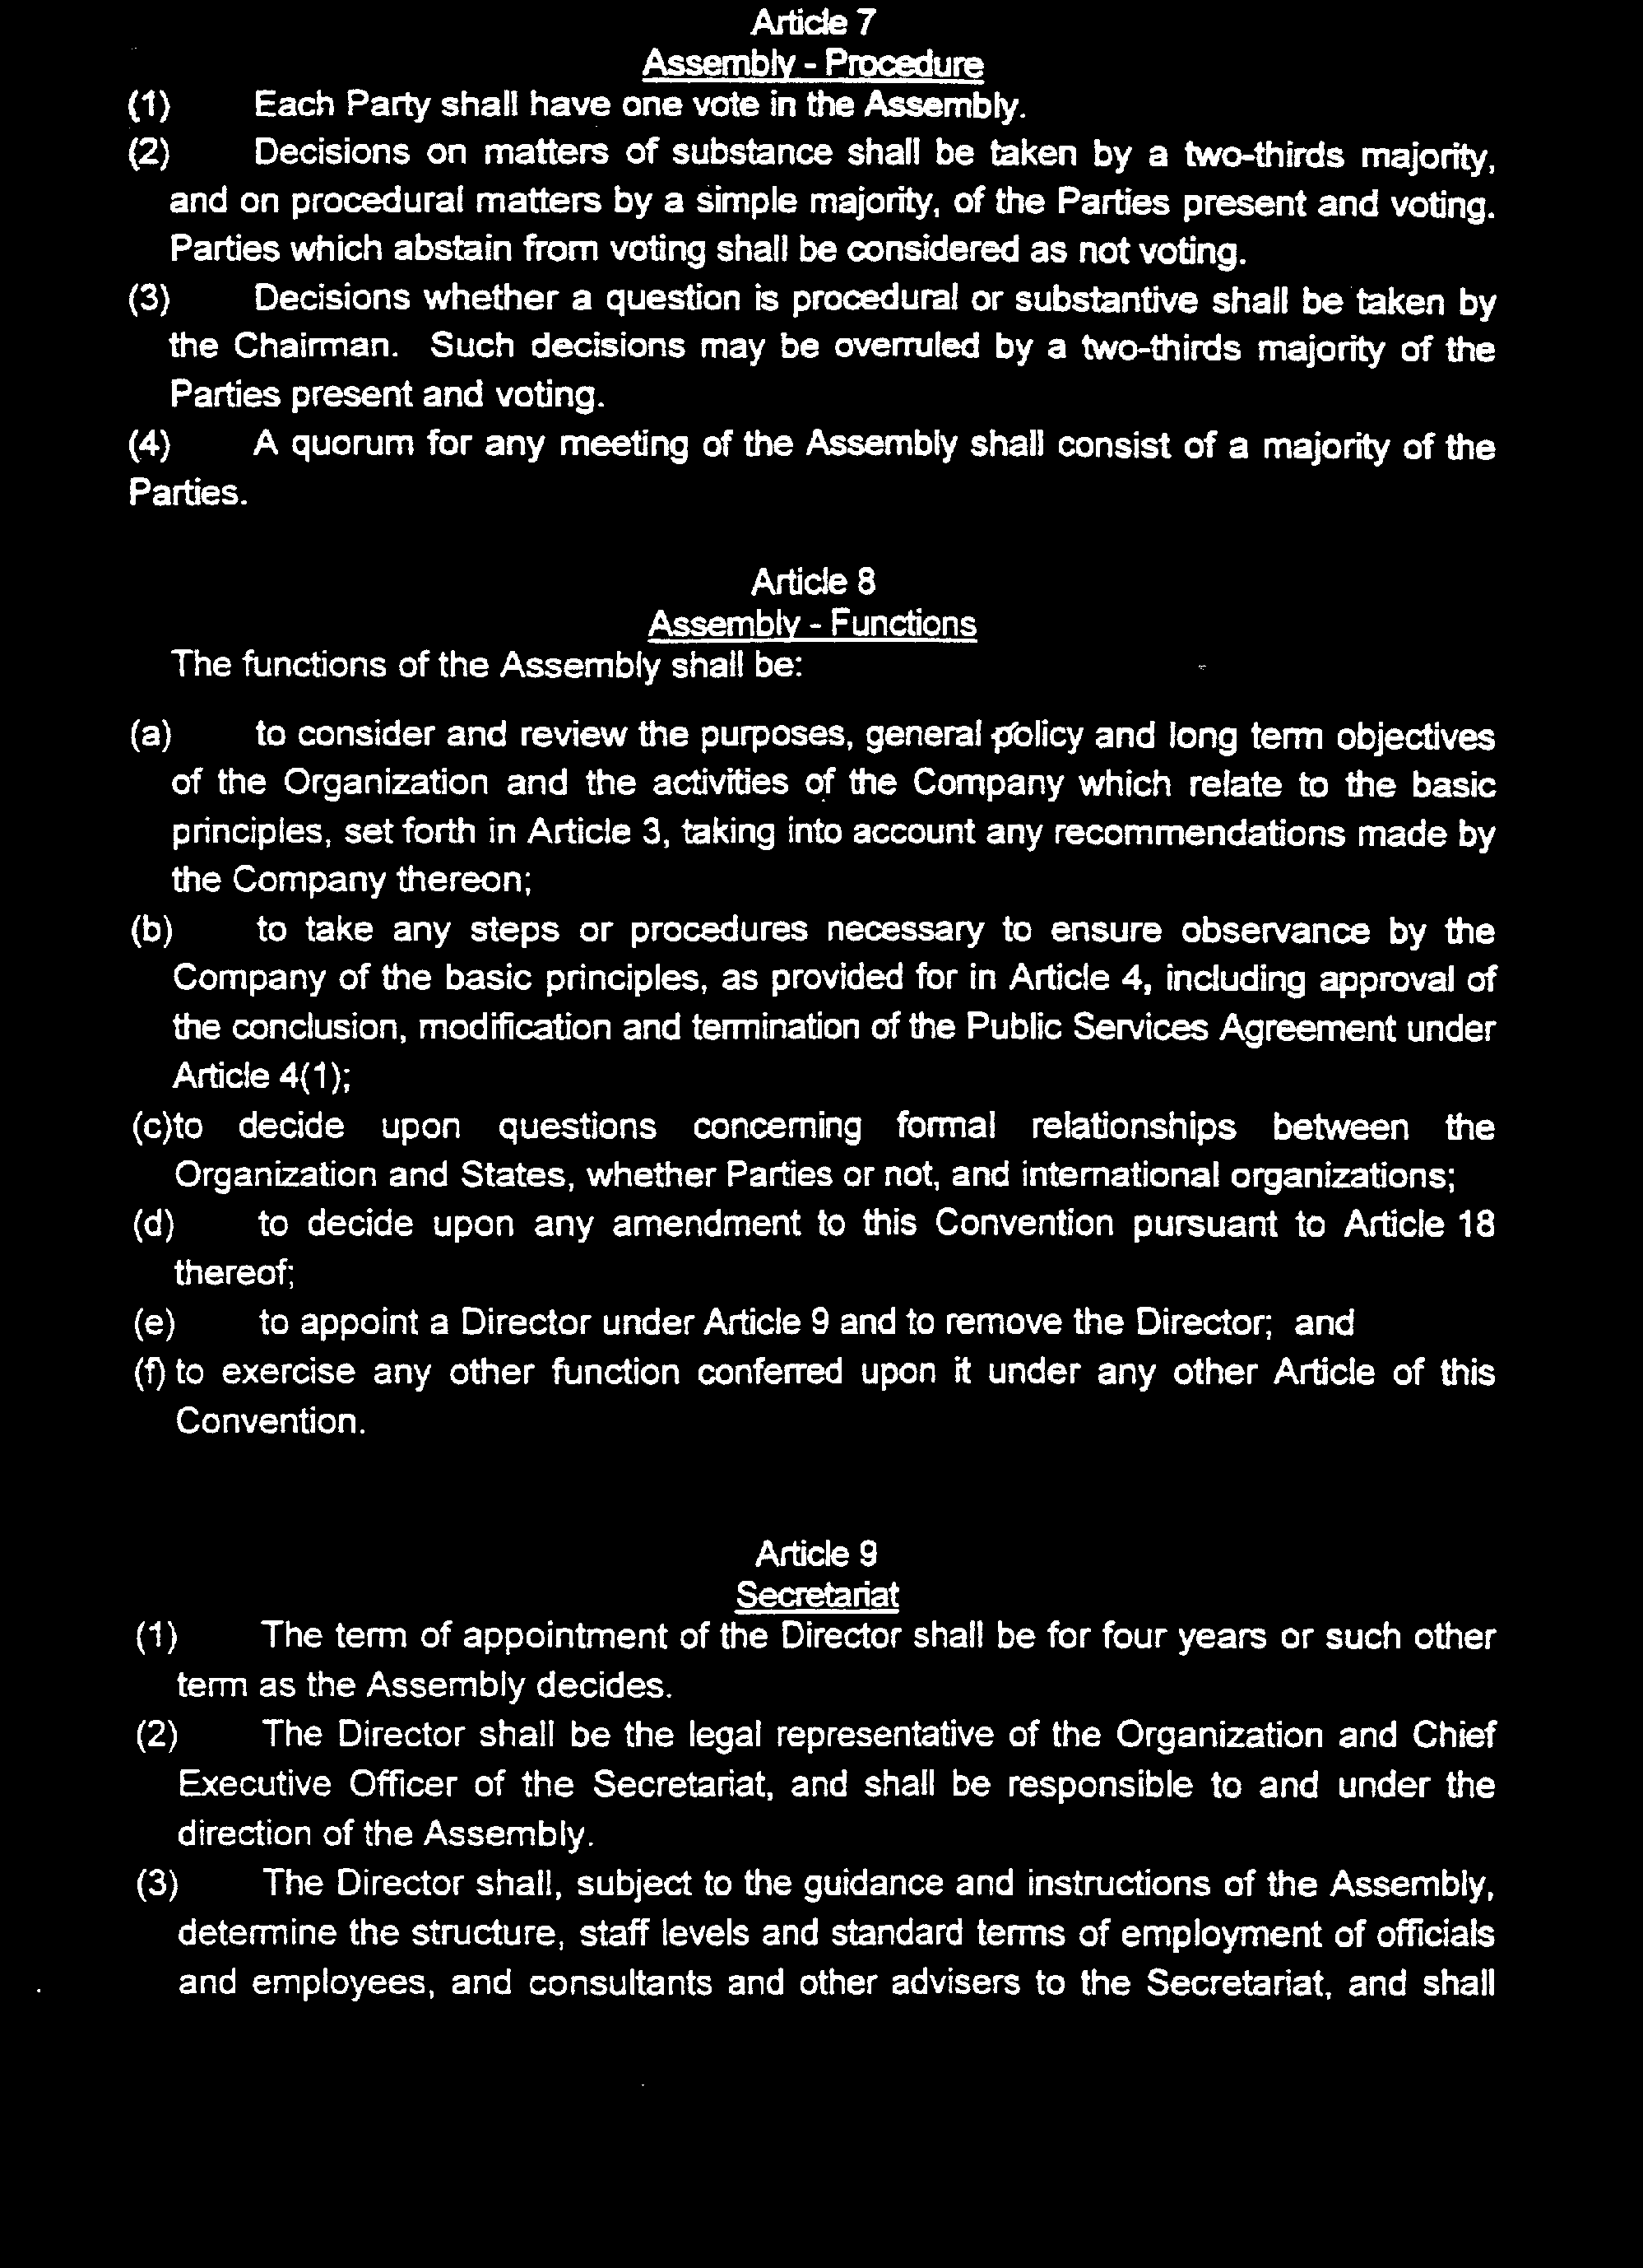 Article 7
Assembly - Procedure
(1) Each Party shall have one vote in the Assembly.
(2) Decisions on matters of substance shall be taken by a two-thirds majority,
and on procedural matters by a simple majority, of the Parties present and voting.
Parties which abstain from voting shall be considered as not voting.
(3) Decisions whether a question is procedural or substantive shall be taken by
the Chairman. Such decisions may be overruled by a two-thirds majority of the
Parties present and voting.
(4) A quorum for any meeting of the Assembly shall consist of a majority of the
Parties.
Article 8
Assembly - Functions
The functions of the Assembly shall be:
(a) to consider and review the purposes, general policy and long term objectives
of the Organization and the activities of the Company which relate to the basic
principles, set forth in Article 3, taking into account any recommendations made by
the Company thereon;
(b) to take any steps or procedures necessary to ensure observance by the
Company of the basic principles, as provided for in Article 4, including approval of
the conclusion, modification and termination of the Public Services Agreement under
Article 4(1);
(c)to decide upon questions concerning formal relationships between the
Organization and States, whether Parties or not, and international organizations;
(d) to decide upon any amendment to this Convention pursuant to Article 18
thereof;
(e) to appoint a Director under Article 9 and to remove the Director; and
(f) to exercise any other function conferred upon it under any other Article of this
Convention.
Article 9
Secretariat
(1) The term of appointment of the Director shall be for four years or such other
term as the Assembly decides.
(2) The Director shall be the legal representative of the Organization and Chief
Executive Officer of the Secretariat, and shall be responsible to and under the
direction of the Assembly.
(3) The Director shall, subject to the guidance and instructions of the Assembly,
determine the structure, staff levels and standard terms of employment of officials
and employees, and consultants and other advisers to the Secretariat, and shall